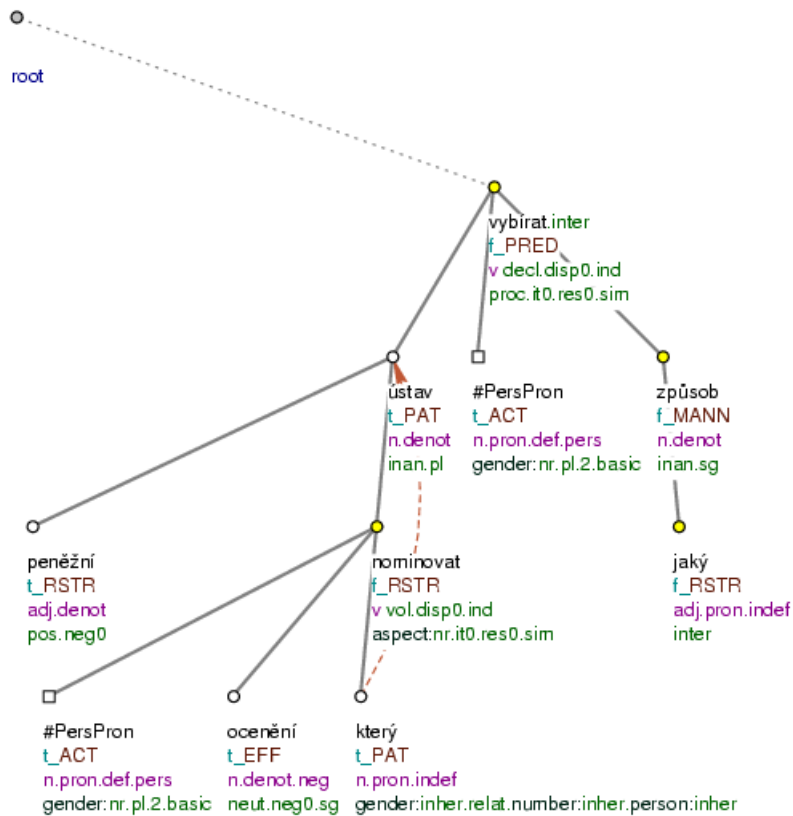 root
vybírat.inter
f_PRED
v decl.disp0.ind
proc.it0.res0.sim
ústav
t_PAT
n.denot
inan.pl
#PersPron
t_ACT
n.pron.def.pers
gender:nr.pl.2.basic
způsob
f_MANN
n.denot
inan.sg
peněžní
t_RSTR
adj.denot
pos.neg0
nominovat
f_RSTR
v vol.disp0.ind
aspect:nr.it0.res0.sim
jaký
f_RSTR
adj.pron.indef
inter
#PersPron
t_ACT
n.pron.def.pers
gender:nr.pl.2.basic
ocenění
t_EFF
n.denot.neg
neut.neg0.sg
který
t_PAT
n.pron.indef
gender:inher.relat.number:inher.person:inher